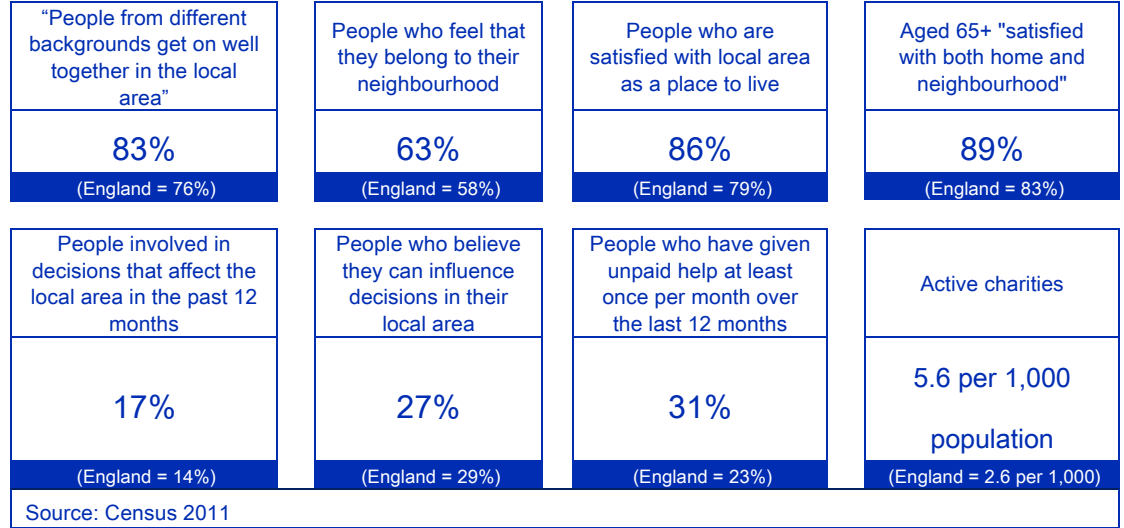 “People from different
backgrounds get on well
together in the local
area”
83%
(England = 76%)
People who feel that
they belong to their
neighbourhood
63%
(England = 58%)
People who are
satisfied with local area
as a place to live
86%
(England = 79%)
Aged 65+ "satisfied
with both home and
neighbourhood"
89%
(England = 83%)
People involved in
decisions that affect the
local area in the past 12
months
17%
(England = 14%)
People who believe
they can influence
decisions in their
local area
27%
(England = 29%)
People who have given
unpaid help at least
once per month over
the last 12 months
31%
(England = 23%)
Active charities
5.6 per 1,000
population
(England = 2.6 per 1,000)
Source: Census 2011